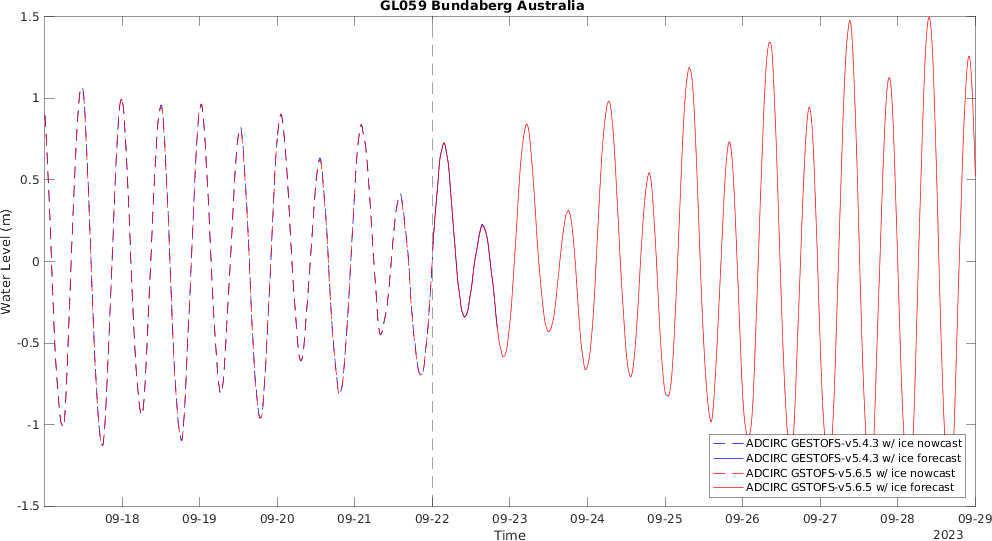 GL059 Bundaberg Australia
1.5
1
0.5
0
-0.5
-1
-1.5
Water Level (m)
ADCIRC GESTOFS-v5.4.3 w/ ice nowcast
ADCIRC GESTOFS-v5.4.3 w/ ice forecast
ADCIRC GSTOFS-v5.6.5 w/ ice nowcast
ADCIRC GSTOFS-v5.6.5 w/ ice forecast
09-18 09-19 09-20 09-21 09-22 09-23 09-24 09-25 09-26 09-27 09-28 09-29
Time
2023